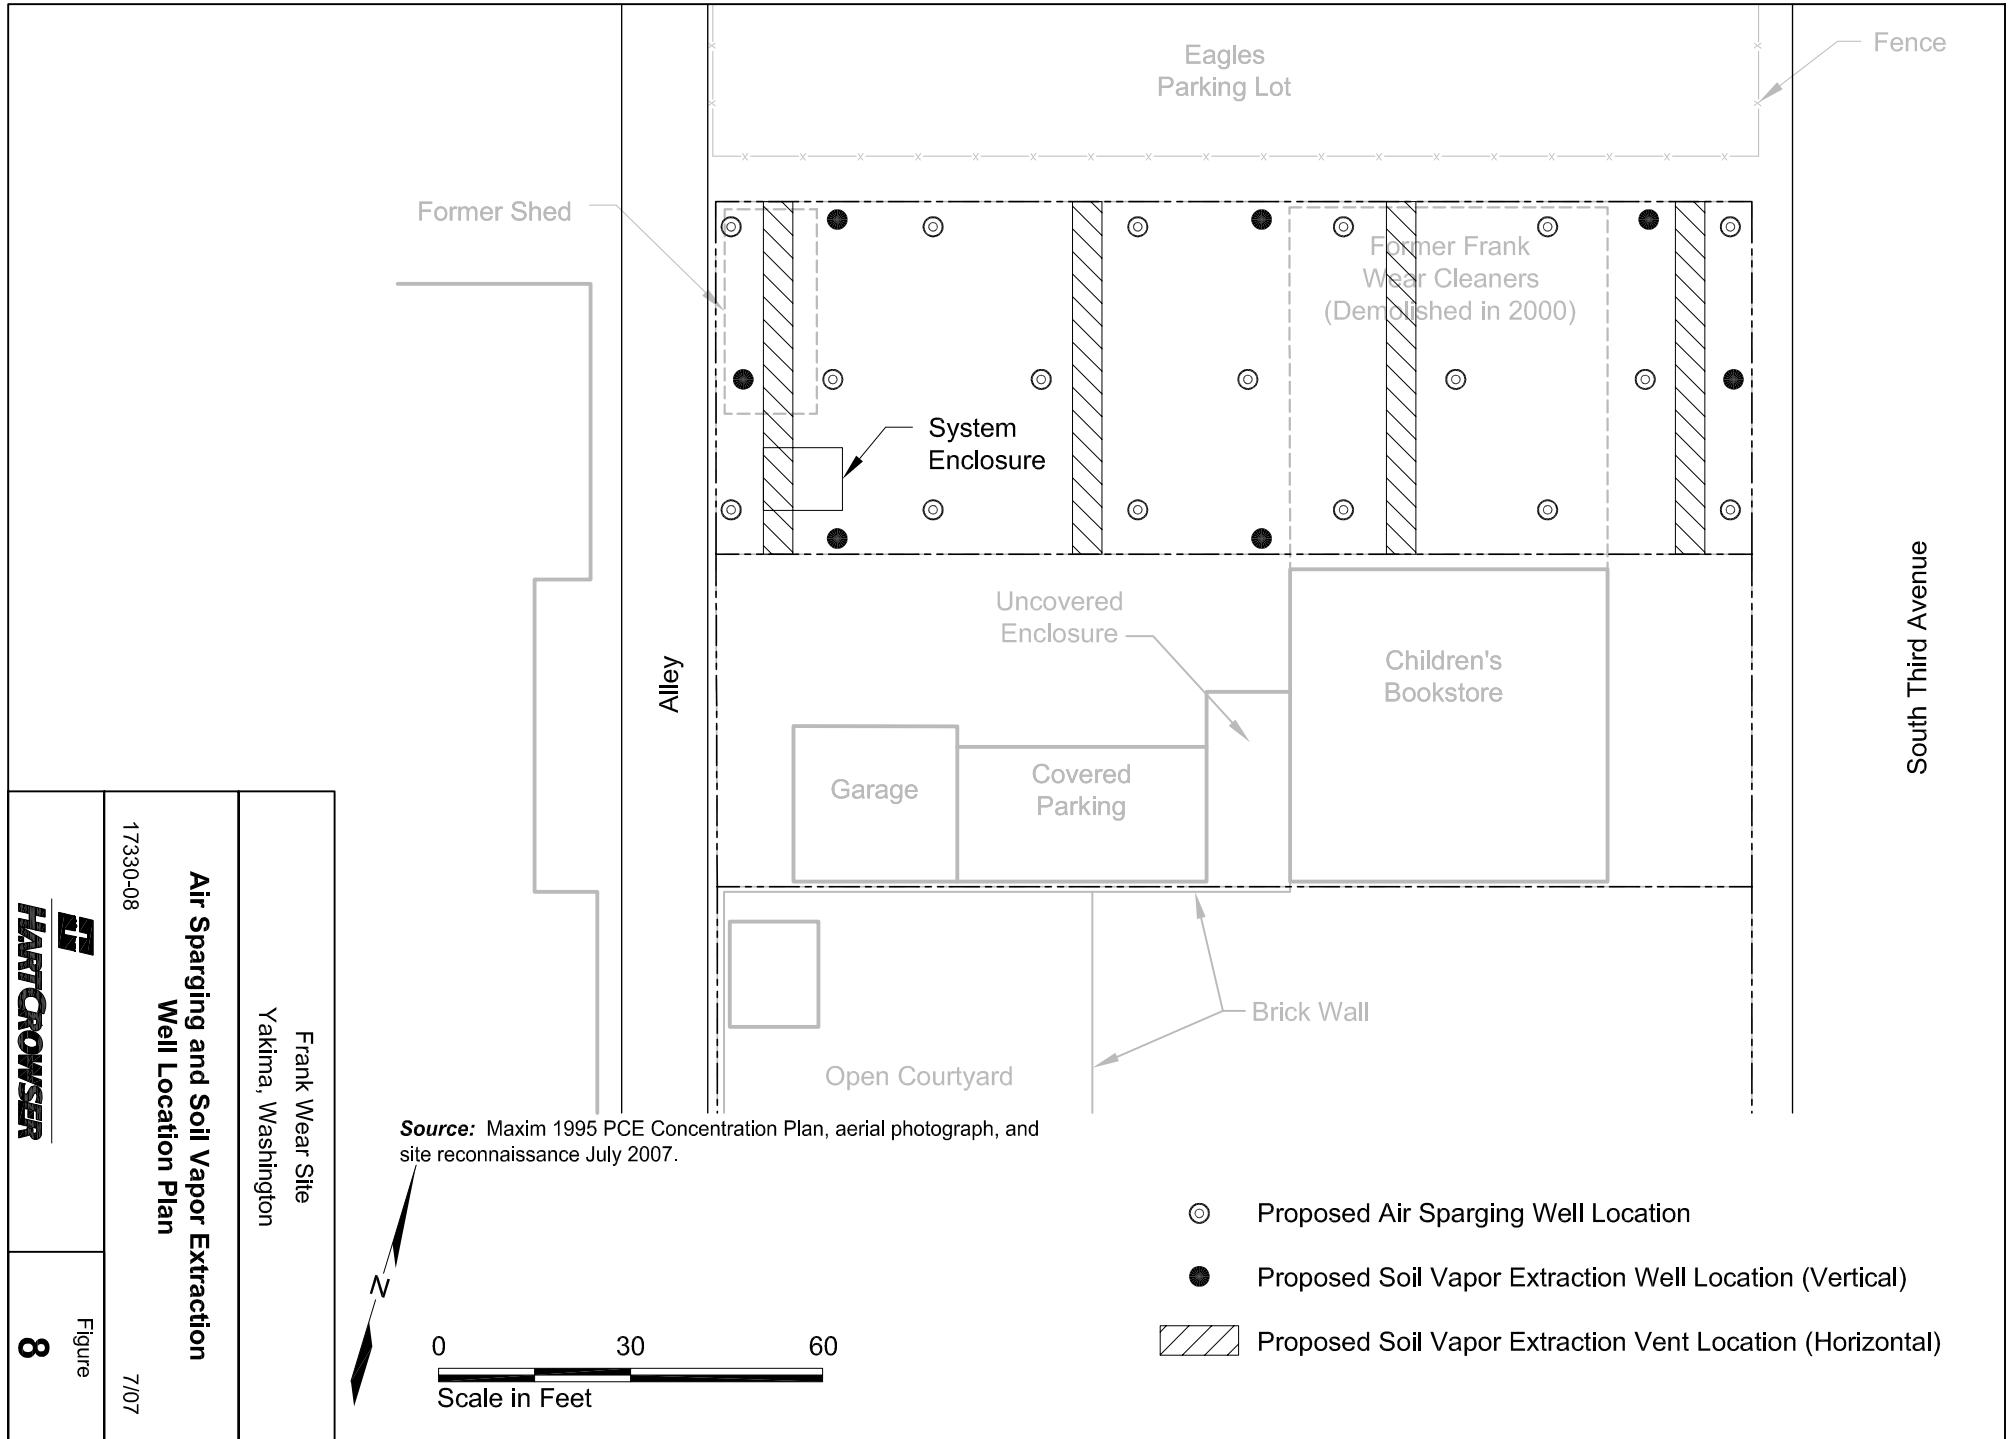 Eagles
Parking Lot
Fence
Former Shed
Former Frank
Wear Cleaners
(Demolished in 2000)
System
Enclosure
Uncovered
Enclosure
Children's
Bookstore
Alley
South Third Avenue
Garage
Covered
Parking
Brick Wall
Open Courtyard
Source: Maxim 1995 PCE Concentration Plan, aerial photograph, and
site reconnaissance July 2007.
N
0 30 60
Scale in Feet
Proposed Air Sparging Well Location
Proposed Soil Vapor Extraction Well Location (Vertical)
Proposed Soil Vapor Extraction Vent Location (Horizontal)
Frank Wear Site
Yakima, Washington
Air Sparging and Soil Vapor Extraction
Well Location Plan
17330-08 7/07
HARTCROWSER
Figure
8